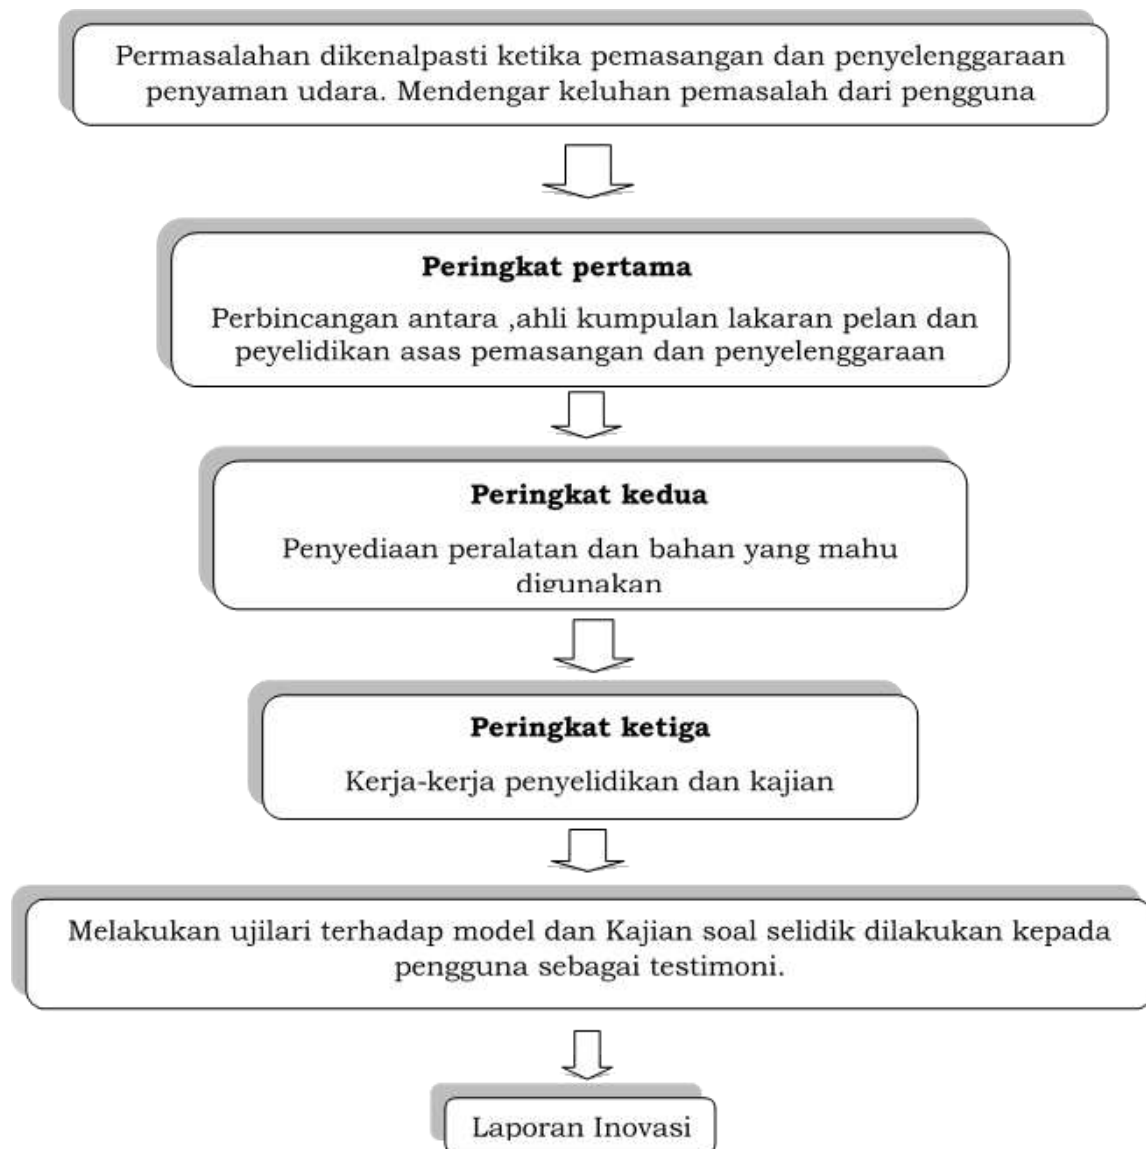 Permasalahan dikenalpasti ketika pemasangan dan penyelenggaraan
penyaman udara. Mendengar keluhan pemasalah dari pengguna
Peringkat pertama
Perbincangan antara ,ahli kumpulan lakaran pelan dan
peyelidikan asas pemasangan dan penyelenggaraan
Peringkat kedua
Penyediaan peralatan dan bahan yang mahu
digunakan
Peringkat ketiga
Kerja-kerja penyelidikan dan kajian
Melakukan ujilari terhadap model dan Kajian soal selidik dilakukan kepada
pengguna sebagai testimoni.
Laporan Inovasi